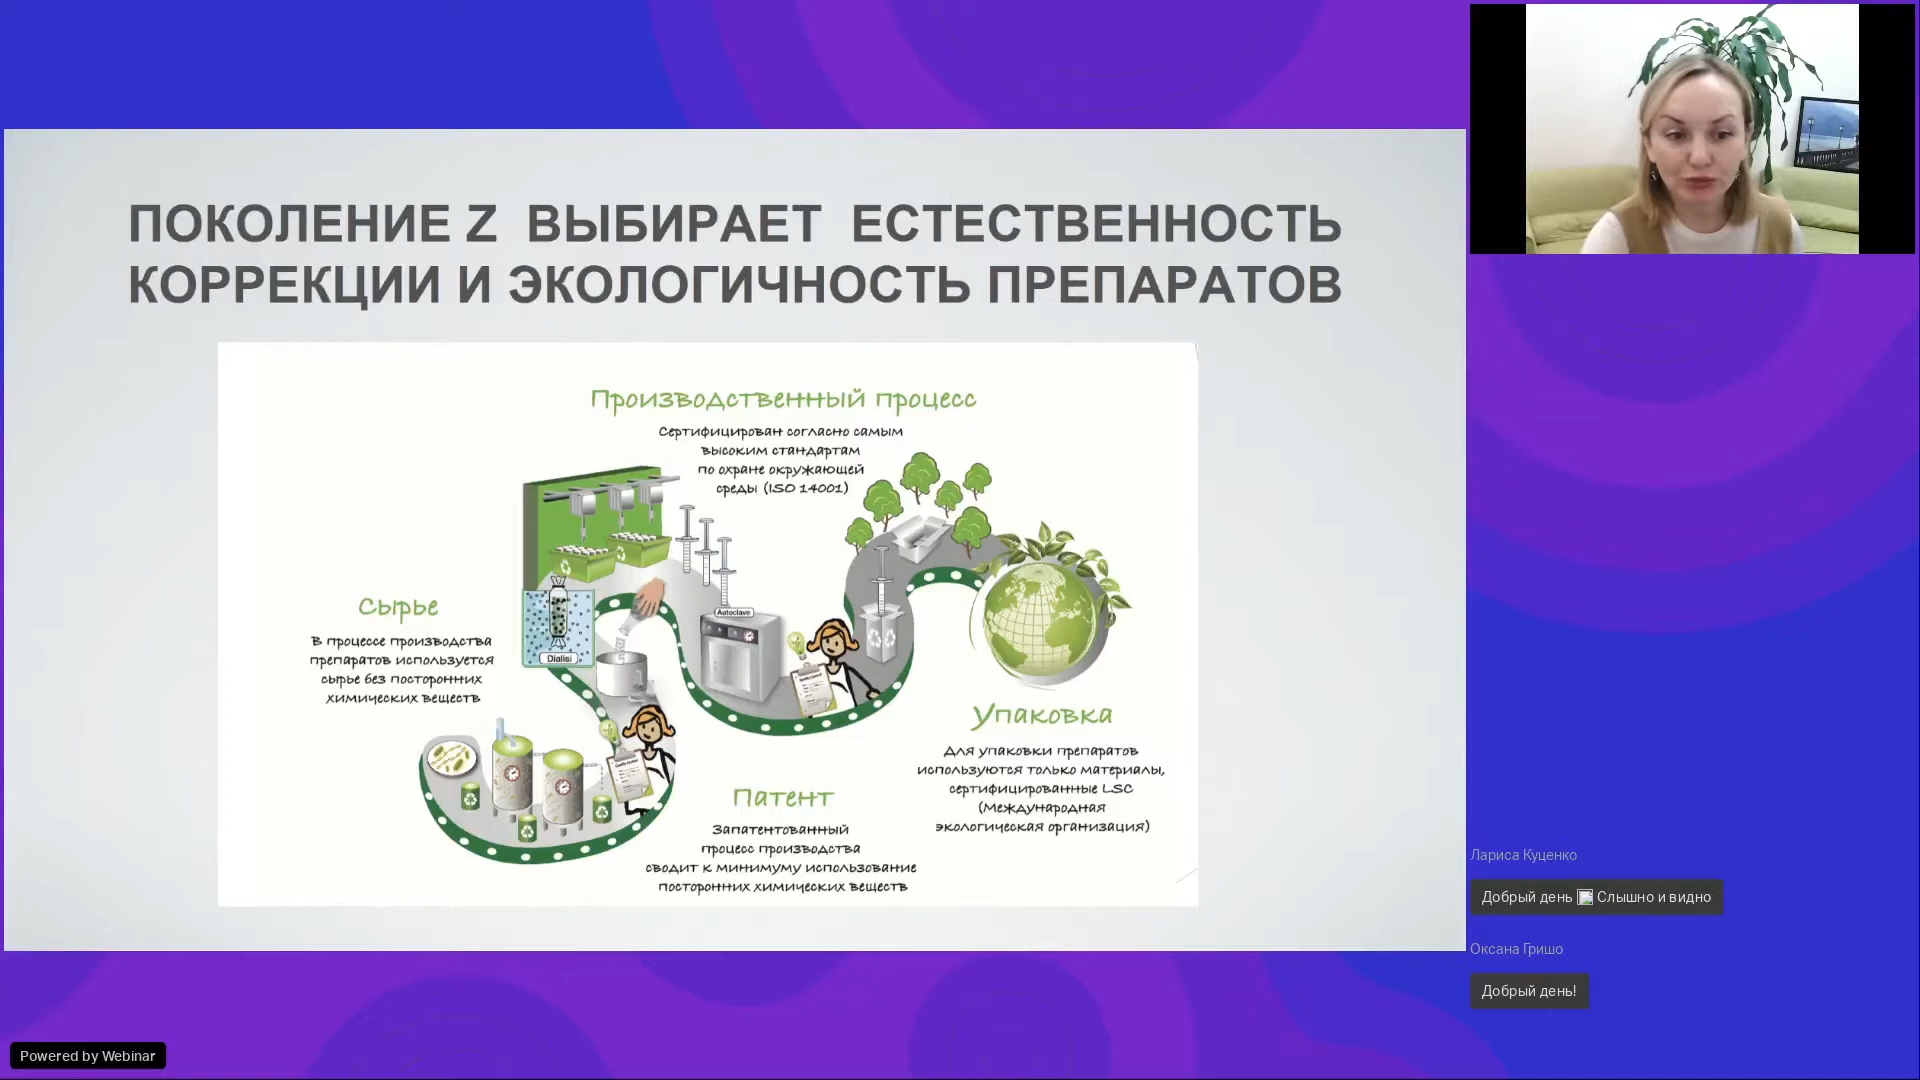 ПОКОЛЕНИЕ Z ВЫБИРАЕТ ЕСТЕСТВЕННОСТЬ
КОРРЕКЦИИ И ЭКОЛОГИЧНОСТЬ ПРЕПАРАТОВ
Производственный процесс
Сертифицирован согласно самым
высоким стандартам
по охране окружающей
среды (ISO 14001)
Сырье
В процессе производства
препаратов используется
сырье без посторонних
химических веществ
Dialisi
Autoclave
Патент
Запатентованный
процесс производства
сводит к минимуму использование
посторонних химических веществ
Упаковка
Для упаковки препаратов
используются только материалы,
сертифицированные LSC
(Международная
экологическая организация)
Лариса Куценко
Добрый день Слышно и видно
Оксана Гришо
Добрый день!
Powered by Webinar